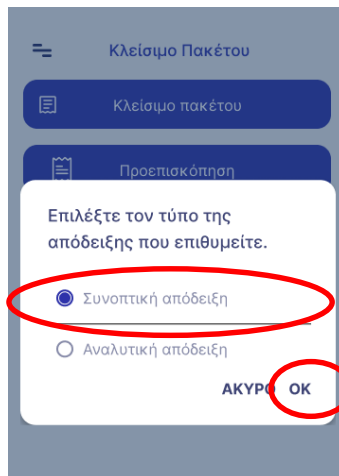 Κλείσιμο Πακέτου
Κλείσιμο πακέτου
Προεπισκόπηση
Επιλέξτε τον τύπο της
απόδειξης που επιθυμείτε.
Συνοπτική απόδειξη
Αναλυτική απόδειξη
ΑΚΥΡΟ OK